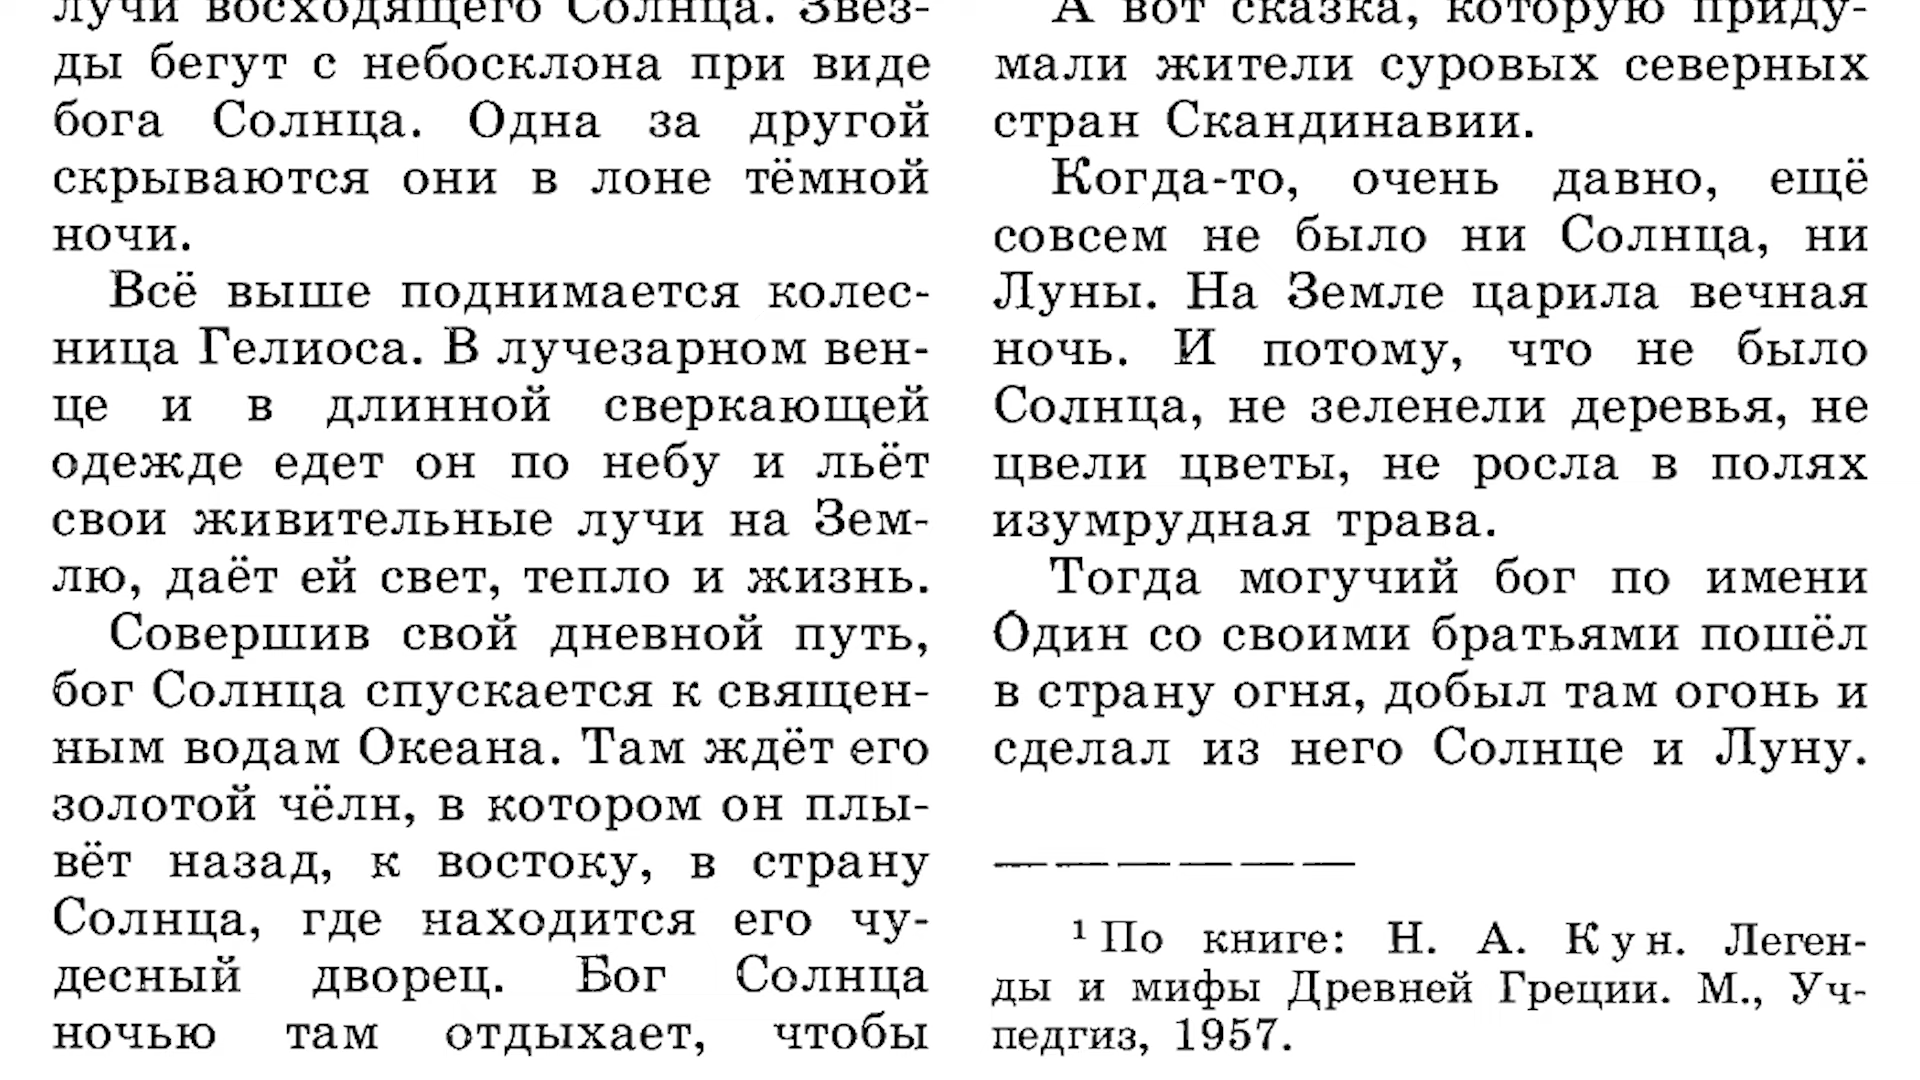 лучи восходящего Солнца. Звёз-
ды бегут с небосклона при виде
бога Солнца. Одна за другой
скрываются они в лоне тёмной
ночи.
Всё выше поднимается колес-
ница Гелиоса. В лучезарном вен-
це и в длинной сверкающей
одежде едет он по небу и льёт
свои живительные лучи на Зем-
лю, даёт ей свет, тепло и жизнь.
Совершив свой дневной путь,
бог Солнца спускается к священ-
ным водам Океана. Там ждёт его
золотой чёлн, в котором он плы-
вёт назад, к востоку, в страну
Солнца, где находится его чу-
десный дворец. Бог Солнца
ночью там отдыхает, чтобы
А вот сказка, которую приду-
мали жители суровых северных
стран Скандинавии.
Когда-то, очень давно, ещё
совсем не было ни Солнца, ни
Луны. На Земле царила вечная
ночь. И потому, что не было
Солнца, не зеленели деревья, не
цвели цветы, не росла в полях
изумрудная трава.
Тогда могучий бог по имени
О́дин со своими братьями пошёл
в страну огня, добыл там огонь и
сделал из него Солнце и Луну.
¹ По книге: Н. А. Кун. Леген-
ды и мифы Древней Греции. М., Уч-
педгиз, 1957.